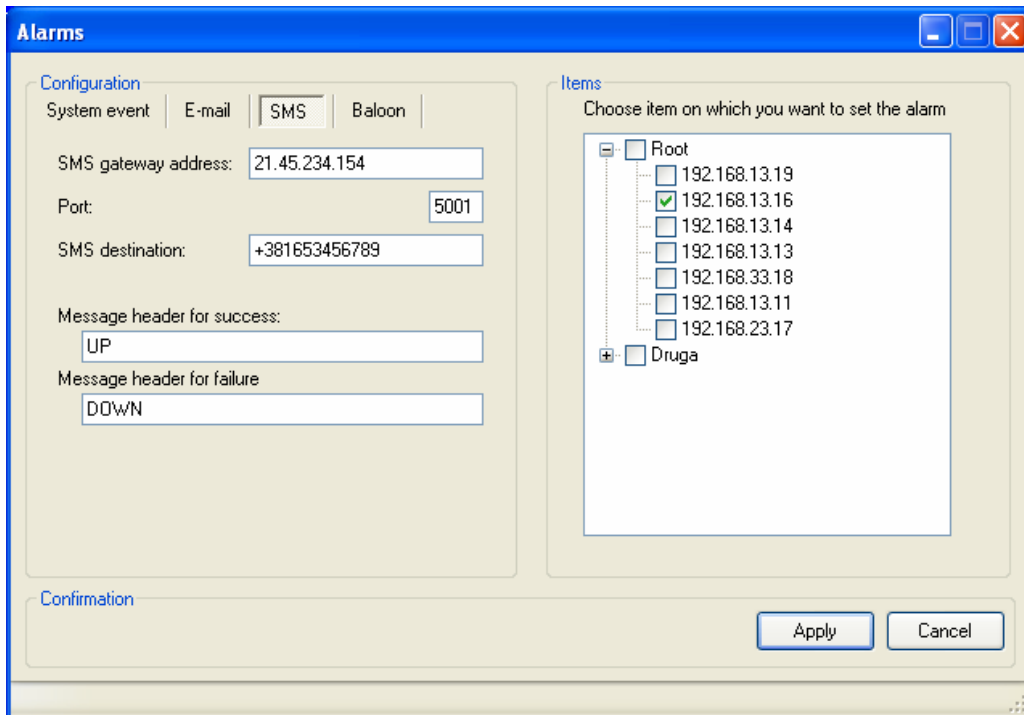 Alarms
Configuration
System event E-mail SMS Baloon
SMS gateway address: 21.45.234.154
Port: 5001
SMS destination: +381653456789
Message header for success:
UP
Message header for failure
DOWN
Items
Choose item on which you want to set the alarm
Root
192.168.13.19
192.168.13.16
192.168.13.14
192.168.13.13
192.168.33.18
192.168.13.11
192.168.23.17
Druga
Confirmation
Apply Cancel